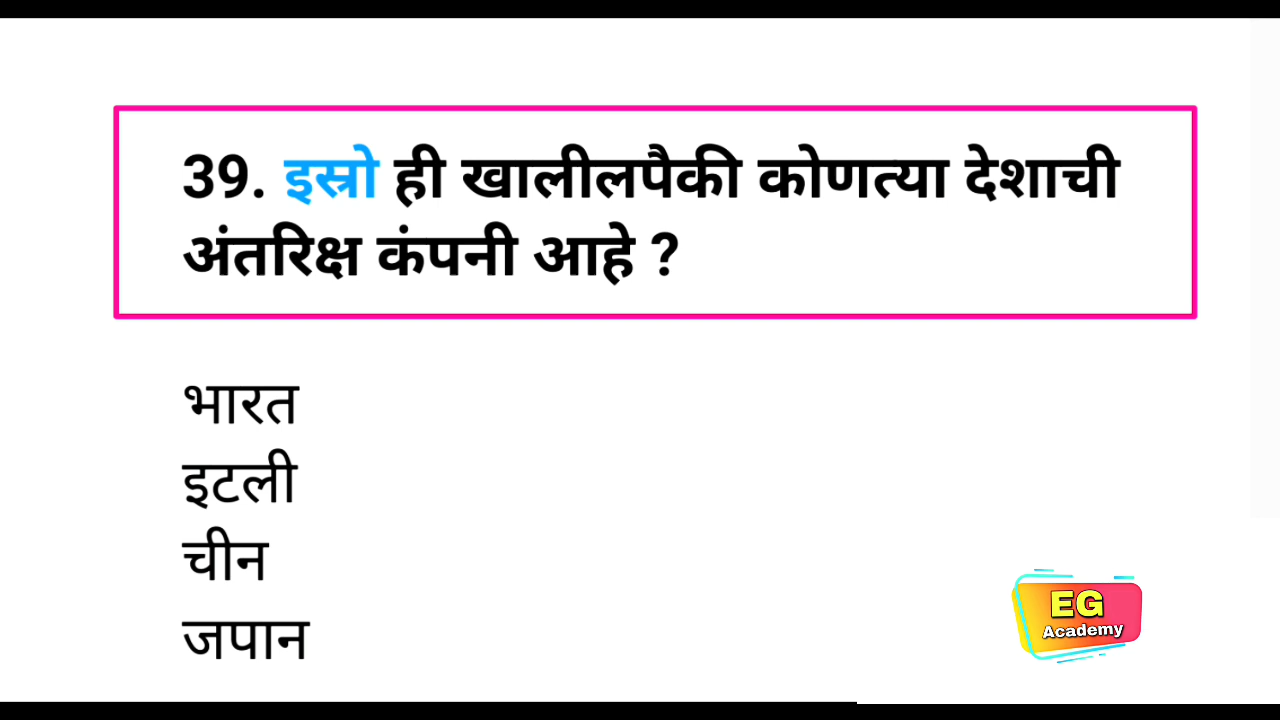 39. इस्रो ही खालीलपैकी कोणत्या देशाची
अंतरिक्ष कंपनी आहे ?
भारत
इटली
चीन
जपान
EG
Academy